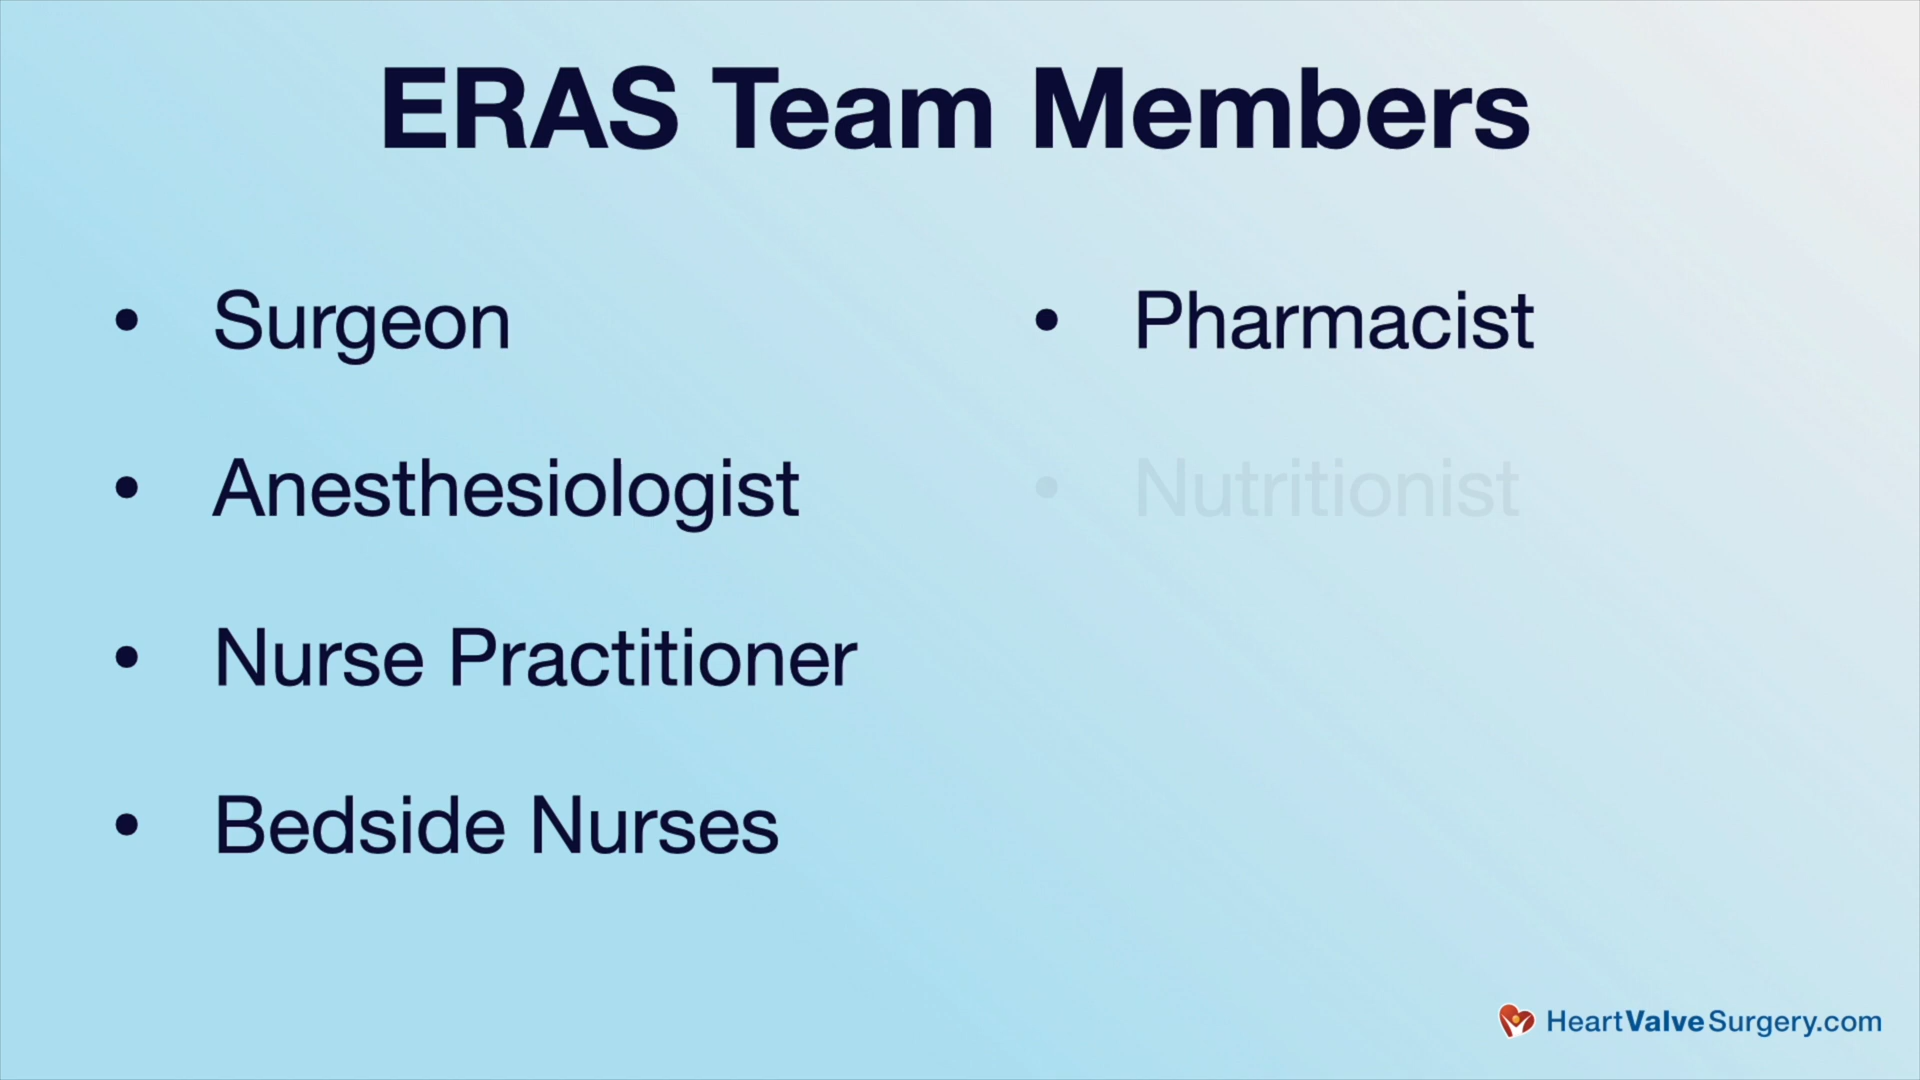 ERAS Team Members
• Surgeon
• Anesthesiologist
• Nurse Practitioner
• Bedside Nurses
• Pharmacist
• Nutritionist
HeartValveSurgery.com